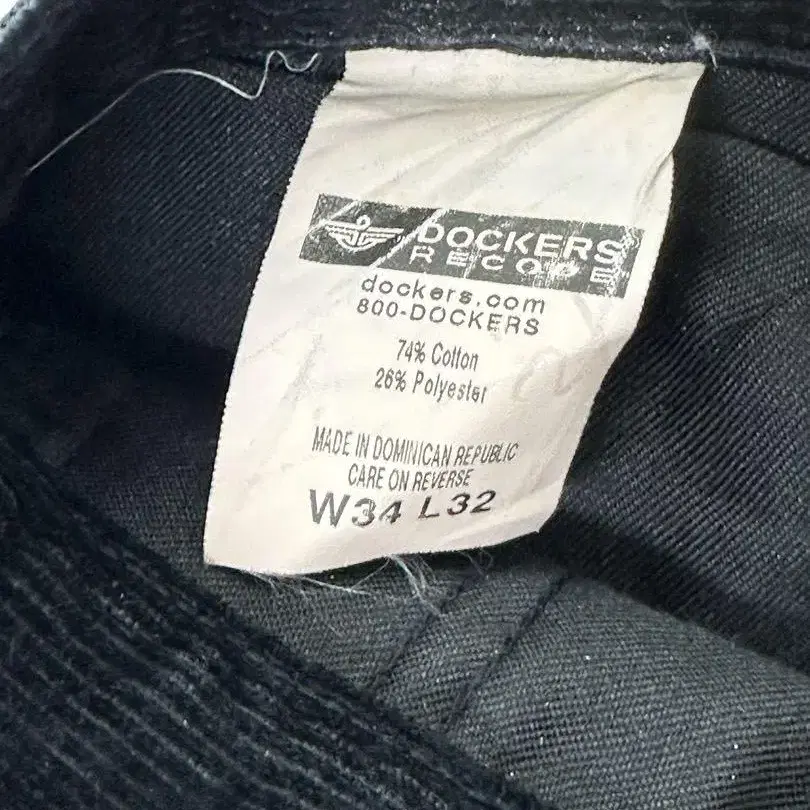 DOCKERS
RECODE
dockers.com
800-DOCKERS
74% Cotton
26% Polyester
MADE IN DOMINICAN REPUBLIC
CARE ON REVERSE
W34 L32